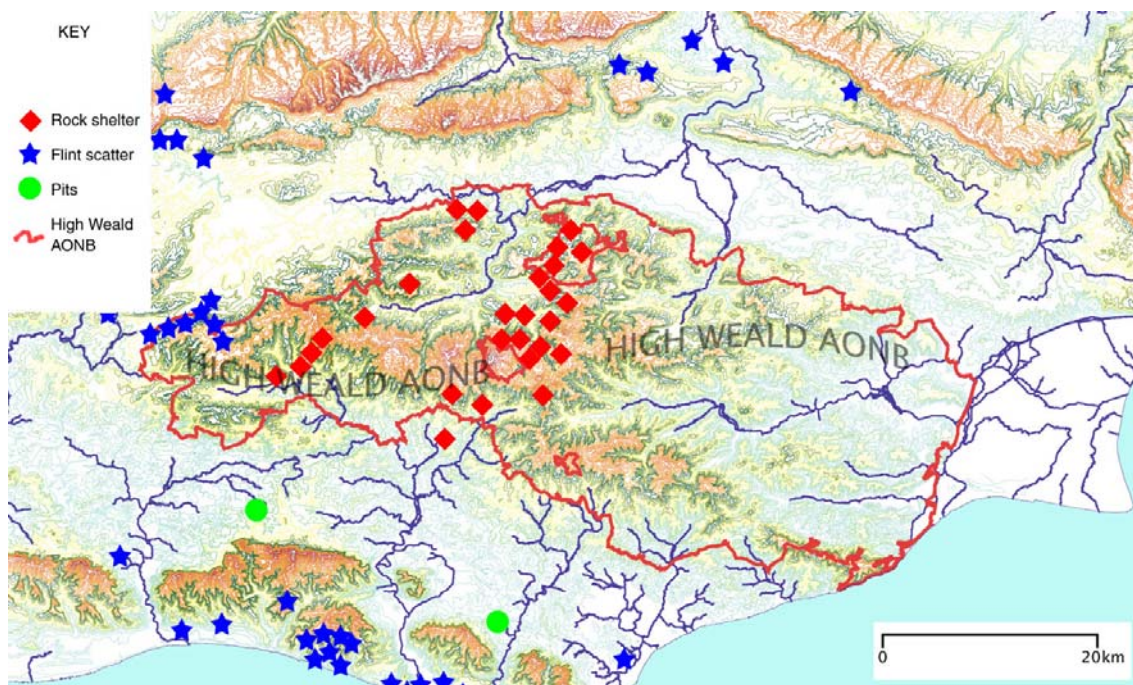 KEY
Rock shelter
Flint scatter
Pits
High Weald
AONB
HIGH WEALD AONB
HIGH WEALD AONB
0
20km